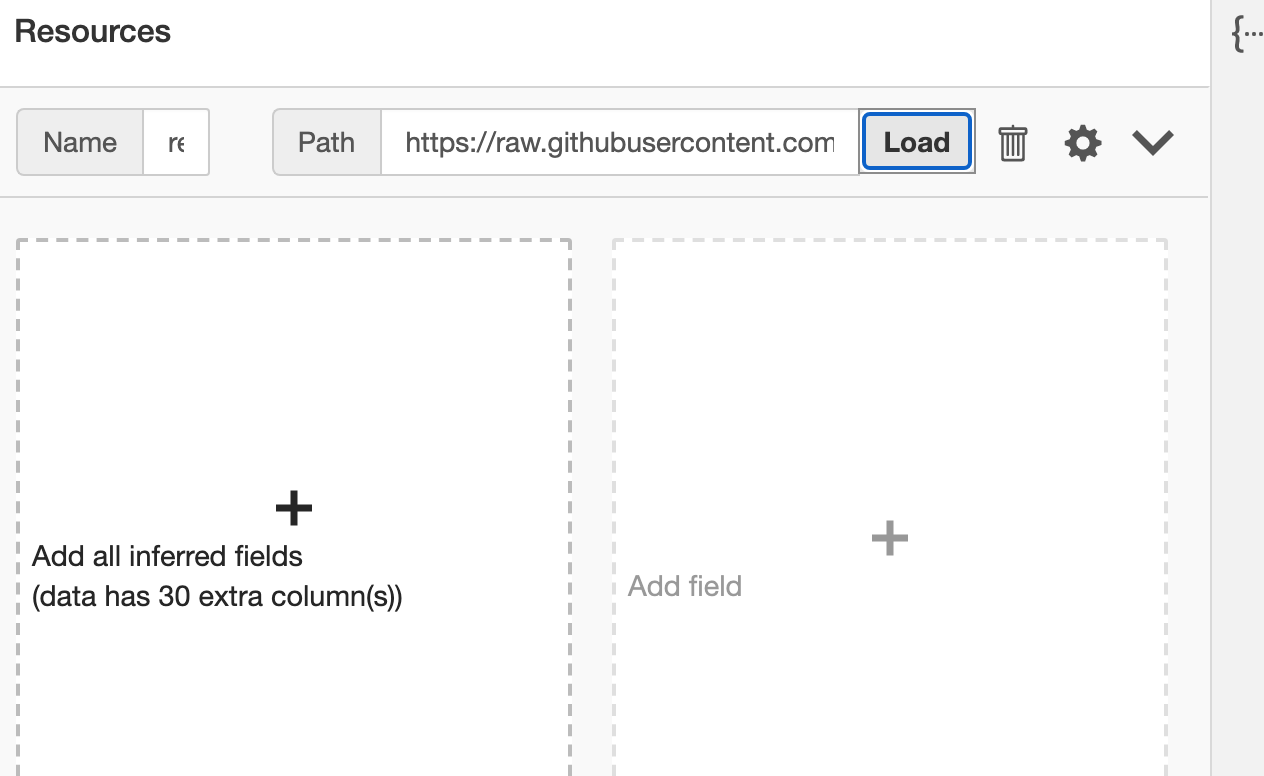 Resources
{···
Name re Path https://raw.githubusercontent.com Load
Add all inferred fields
(data has 30 extra column(s))
Add field